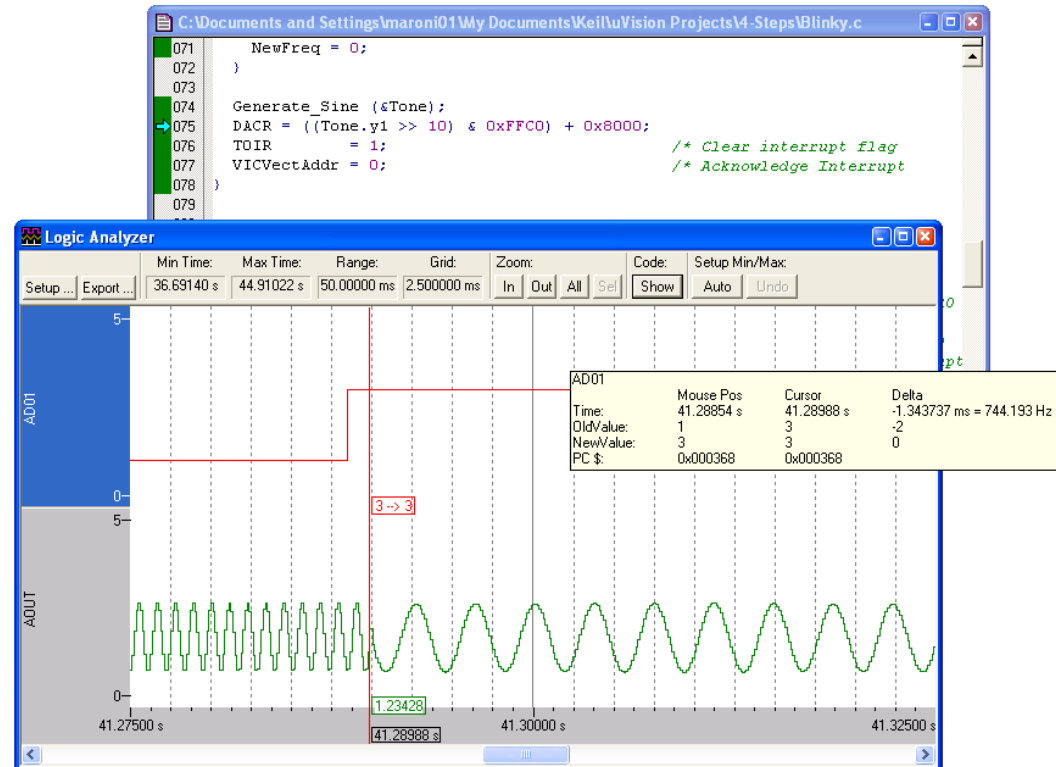 C:\Documents and Settings\maroni01\My Documents\Keil\uVision Projects\4-Steps\Blinky.c
071 NewFreq = 0;
072 }
073
074 Generate_Sine (&Tone);
075 DACR = ((Tone.y1 >> 10) & 0xFFC0) + 0x8000;
076 T0IR = 1; /* Clear interrupt flag
077 VICVectAddr = 0; /* Acknowledge Interrupt
078 }
079
Logic Analyzer
Min Time: Max Time: Range: Grid: Zoom: Code: Setup Min/Max:
Setup ... Export ... 36.69140 s 44.91022 s 50.00000 ms 2.500000 ms In Out All Sel Show Auto Undo
5
AD01
0
AD01
Mouse Pos Cursor Delta
Time: 41.28854 s 41.28988 s -1.343737 ms = 744.193 Hz
OldValue: 1 3 -2
NewValue: 3 3 0
PC $: 0x000368 0x000368
3 --> 3
5
AOUT
0
1.23428
41.27500 s 41.30000 s 41.32500 s
41.28988 s